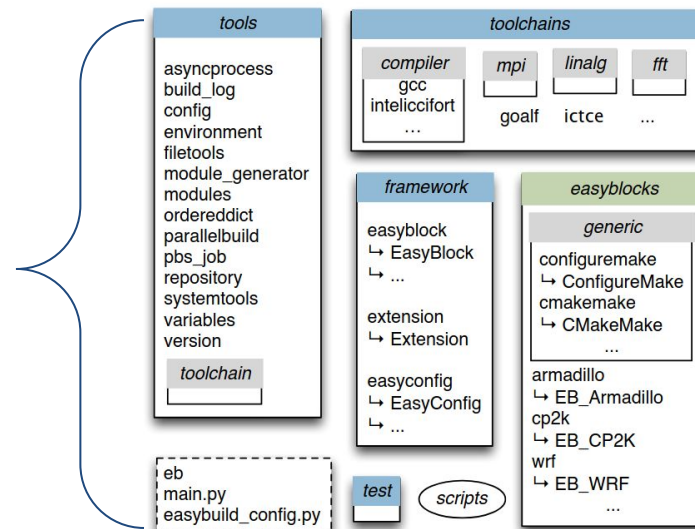 tools
asyncprocess
build_log
config
environment
filetools
module_generator
modules
ordereddict
parallelbuild
pbs_job
repository
systemtools
variables
version
toolchain
toolchains
compiler
gcc
inteliccifort
...
mpi
linalg
fft
goalf
ictce
...
framework
easyblock
↳ EasyBlock
↳ ...
extension
↳ Extension
easyconfig
↳ EasyConfig
↳ ...
easyblocks
generic
configuremake
↳ ConfigureMake
cmakemake
↳ CMakeMake
...
armadillo
↳ EB_Armadillo
cp2k
↳ EB_CP2K
wrf
↳ EB_WRF
...
eb
main.py
easybuild_config.py
test
scripts